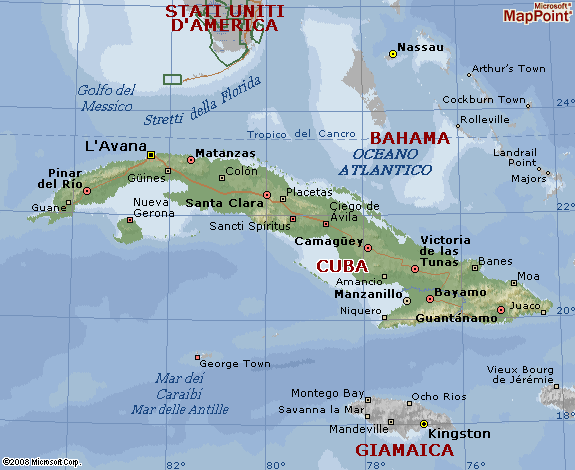 STATI UNITI
D'AMERICA
Microsoft®
MapPoint®
Nassau
Arthur's Town
Golfo del
Messico
Stretti della Florida
24°
Cockburn Town
24°
Rolleville
Tropico del Cancro
BAHAMA
L'Avana
Matanzas
OCEANO
ATLANTICO
Landrail
Point
Majors
Pinar
del Río
Güines
Colón
Guane
Nueva
Gerona
Santa Clara
Placetas
22°
Ciego de
Ávila
22°
Sancti Spíritus
Camagüey
Victoria
de las
Tunas
CUBA
Banes
Amancio
Moa
Manzanillo
Bayamo
Niquero
Guantánamo
Juaco
20°
20°
George Town
Mar dei
Caraibi
Mar delle Antille
Vieux Bourg
de Jérémie
Montego Bay
Ocho Rios
Savanna la Mar
18°
18°
Mandeville
Kingston
GIAMAICA
©2008 Microsoft Corp.
82°
80°
78°
76°